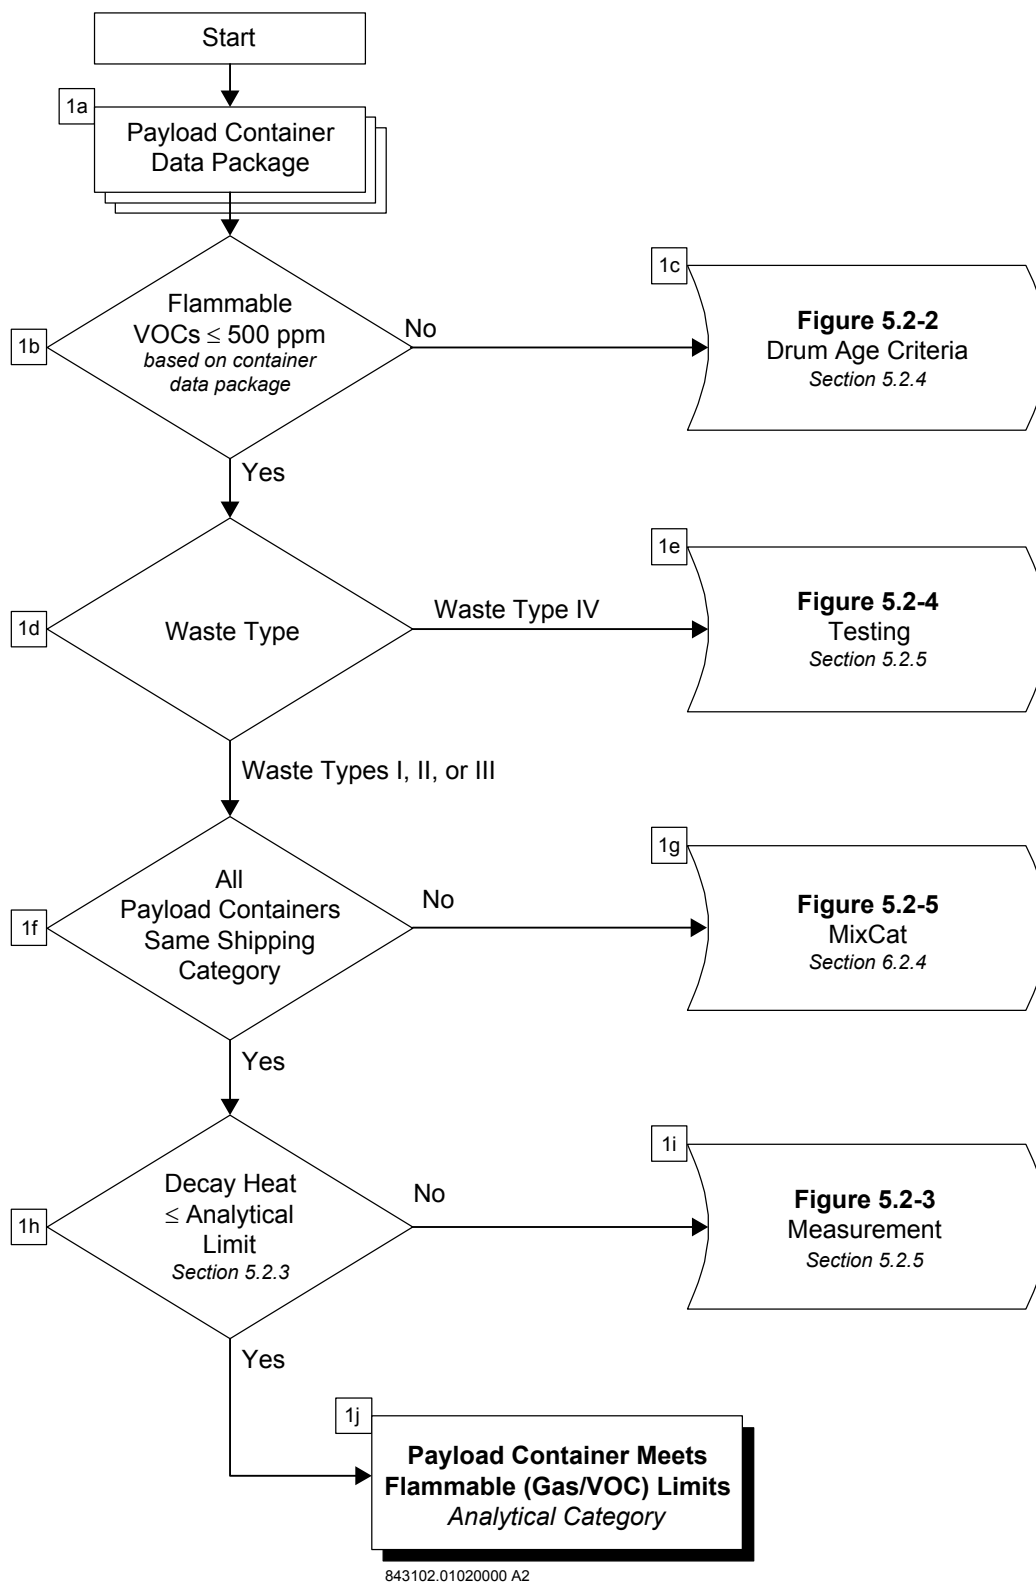 Start
1a
Payload Container
Data Package
1b
Flammable
VOCs ≤ 500 ppm
based on container
data package
No
1c
Figure 5.2-2
Drum Age Criteria
Section 5.2.4
Yes
1d
Waste Type
Waste Type IV
1e
Figure 5.2-4
Testing
Section 5.2.5
Waste Types I, II, or III
1f
All
Payload Containers
Same Shipping
Category
No
1g
Figure 5.2-5
MixCat
Section 6.2.4
Yes
1h
Decay Heat
≤ Analytical
Limit
Section 5.2.3
No
1i
Figure 5.2-3
Measurement
Section 5.2.5
Yes
1j
Payload Container Meets
Flammable (Gas/VOC) Limits
Analytical Category
843102.01020000 A2